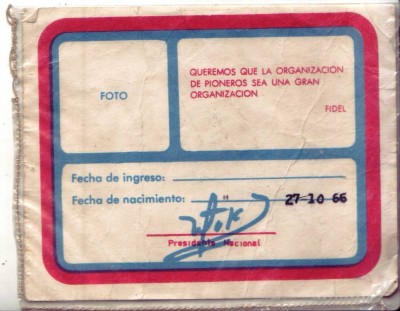 FOTO
QUEREMOS QUE LA ORGANIZACIÓN
DE PIONEROS SEA UNA GRAN
ORGANIZACION
FIDEL
Fecha de ingreso:
Fecha de nacimiento: 27-10 66
Presidente Nacional